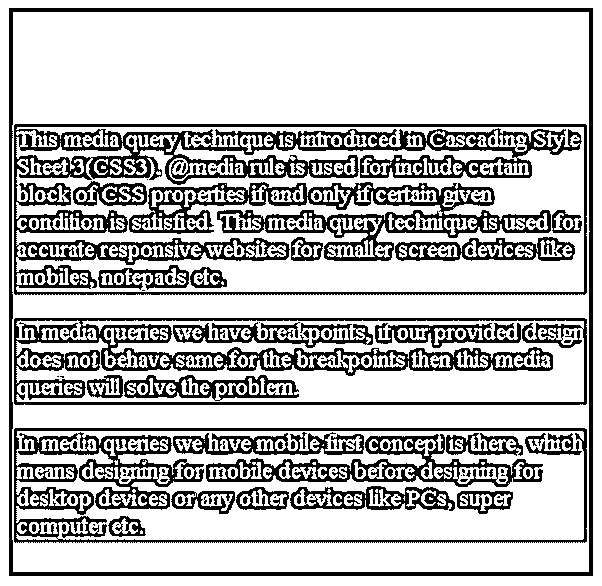 This media query technique is introduced in Cascading Style
Sheet 3(CSS3). @media rule is used for include certain
block of CSS properties if and only if certain given
condition is satisfied. This media query technique is used for
accurate responsive websites for smaller screen devices like
mobiles, notepads etc.
In media queries we have breakpoints, if our provided design
does not behave same for the breakpoints then this media
queries will solve the problem.
In media queries we have mobile first concept is there, which
means designing for mobile devices before designing for
desktop devices or any other devices like PCs, super
computer etc.